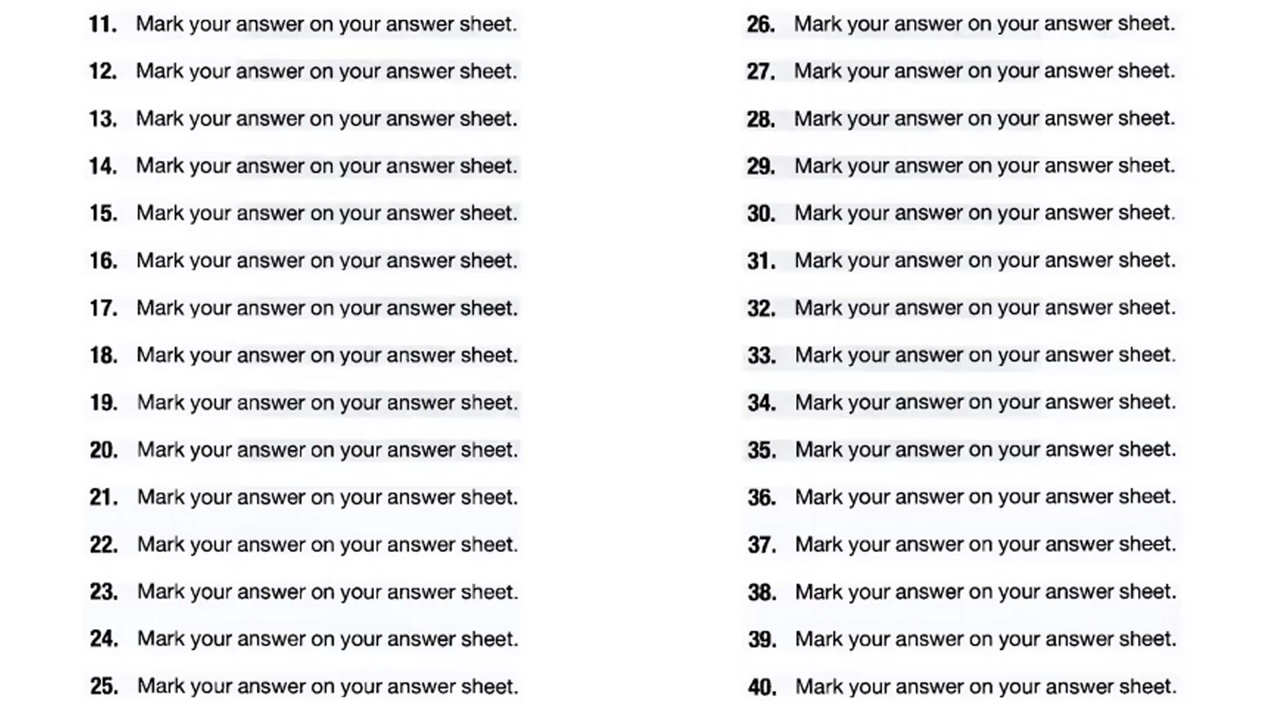 11. Mark your answer on your answer sheet.
12. Mark your answer on your answer sheet.
13. Mark your answer on your answer sheet.
14. Mark your answer on your answer sheet.
15. Mark your answer on your answer sheet.
16. Mark your answer on your answer sheet.
17. Mark your answer on your answer sheet.
18. Mark your answer on your answer sheet.
19. Mark your answer on your answer sheet.
20. Mark your answer on your answer sheet.
21. Mark your answer on your answer sheet.
22. Mark your answer on your answer sheet.
23. Mark your answer on your answer sheet.
24. Mark your answer on your answer sheet.
25. Mark your answer on your answer sheet.
26. Mark your answer on your answer sheet.
27. Mark your answer on your answer sheet.
28. Mark your answer on your answer sheet.
29. Mark your answer on your answer sheet.
30. Mark your answer on your answer sheet.
31. Mark your answer on your answer sheet.
32. Mark your answer on your answer sheet.
33. Mark your answer on your answer sheet.
34. Mark your answer on your answer sheet.
35. Mark your answer on your answer sheet.
36. Mark your answer on your answer sheet.
37. Mark your answer on your answer sheet.
38. Mark your answer on your answer sheet.
39. Mark your answer on your answer sheet.
40. Mark your answer on your answer sheet.